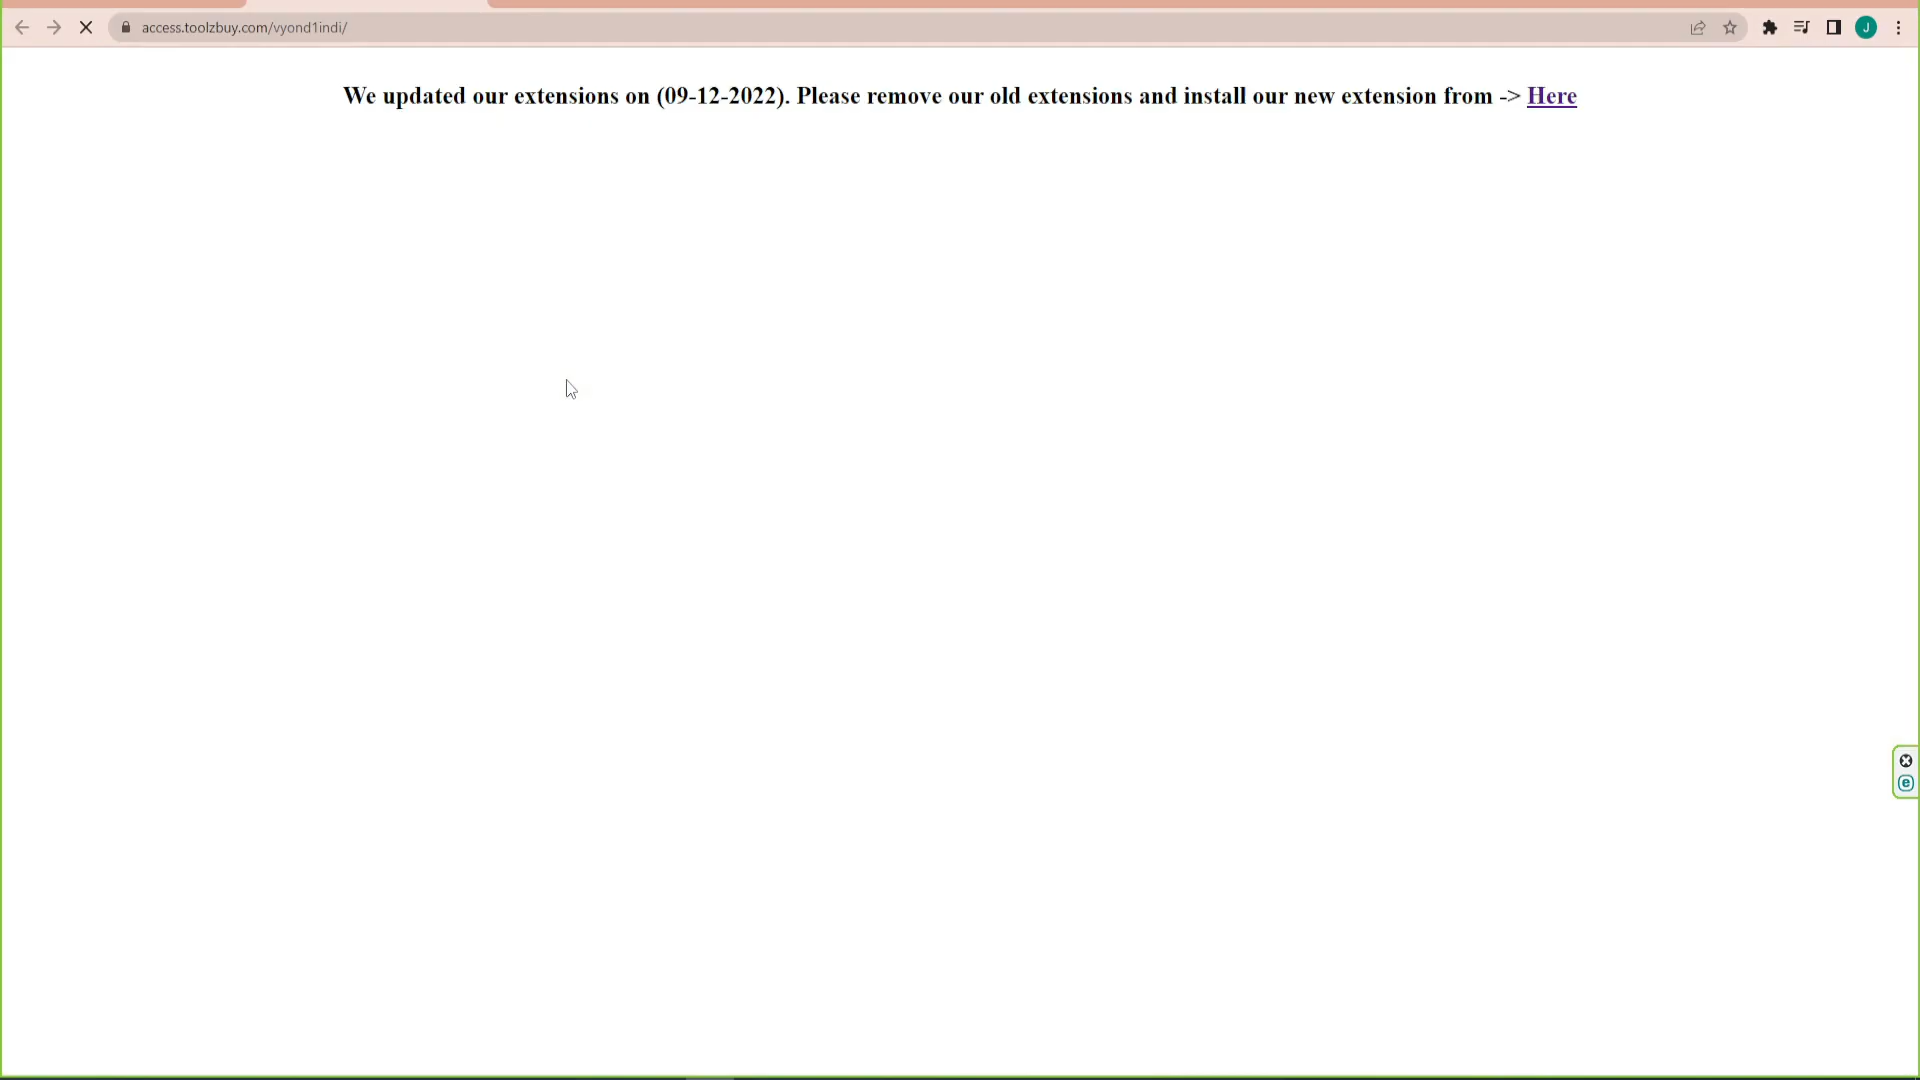 access.toolzbuy.com/vyond1indi/
J
We updated our extensions on (09-12-2022). Please remove our old extensions and install our new extension from -> Here
e